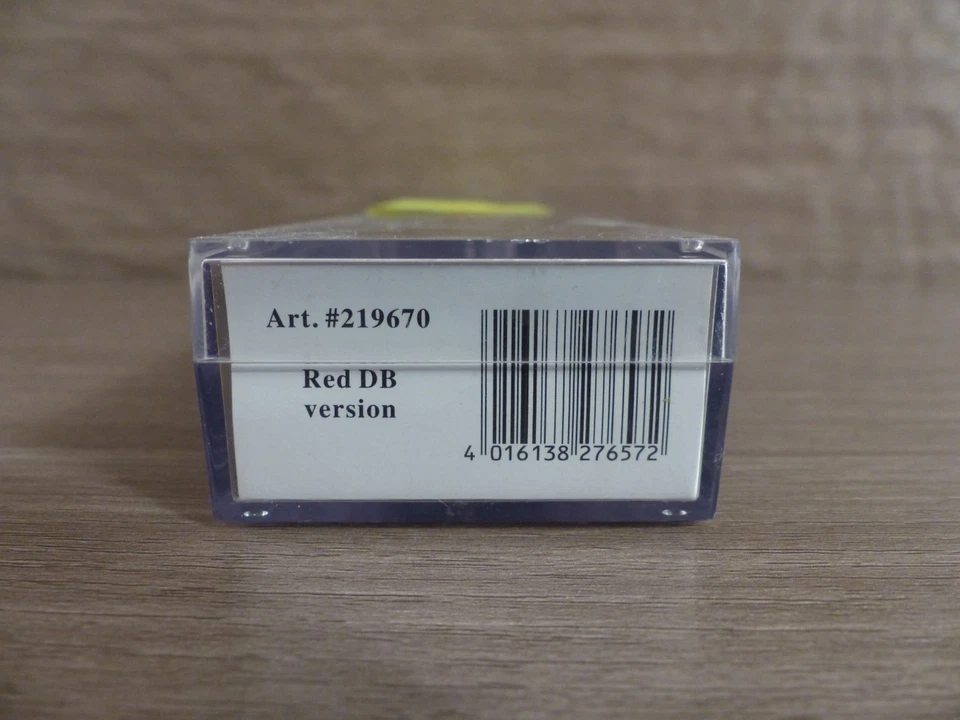 Art. #219670
Red DB
version
4 016138 276572